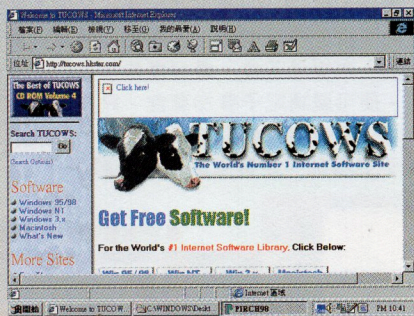 Welcome to TUCOWS - Microsoft Internet Explorer
檔案(F) 編輯(E) 檢視(V) 移至(G) 我的最愛(A) 說明(H)
網址 http://tucows.hkstar.com/ 連結
The Best of TUCOWS
CD ROM Volume 4
Click here!
TUCOWS
The World's Number 1 Internet Software Site
Search TUCOWS:
Go
(Search Options)
Software
Windows 95/98
Windows NT
Windows 3.x
Macintosh
What's New
More Sites
Get Free Software!
For the World's #1 Internet Software Library, Click Below:
Win 95/98 Win NT Win 3.x Macintosh
Internet 區域
開始 Welcome to TUCOW... C:\WINDOWS\Deskt... PIRCH98 PM 10:41